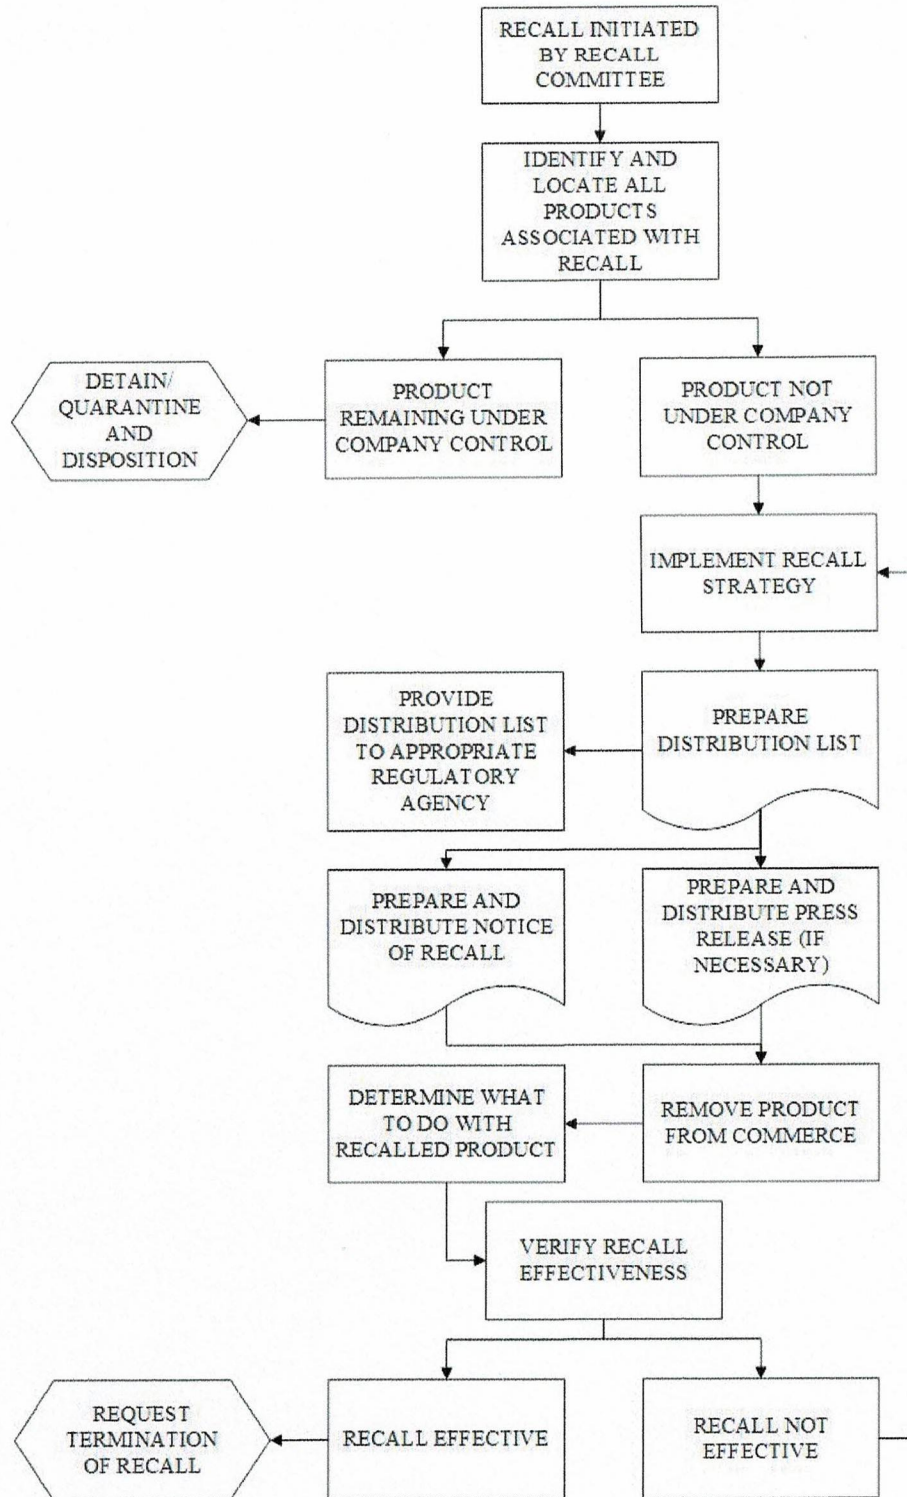 RECALL INITIATED
BY RECALL
COMMITTEE
IDENTIFY AND
LOCATE ALL
PRODUCTS
ASSOCIATED WITH
RECALL
DETAIN/
QUARANTINE
AND
DISPOSITION
PRODUCT
REMAINING UNDER
COMPANY CONTROL
PRODUCT NOT
UNDER COMPANY
CONTROL
IMPLEMENT RECALL
STRATEGY
PROVIDE
DISTRIBUTION LIST
TO APPROPRIATE
REGULATORY
AGENCY
PREPARE
DISTRIBUTION LIST
PREPARE AND
DISTRIBUTE NOTICE
OF RECALL
PREPARE AND
DISTRIBUTE PRESS
RELEASE (IF
NECESSARY)
DETERMINE WHAT
TO DO WITH
RECALLED PRODUCT
REMOVE PRODUCT
FROM COMMERCE
VERIFY RECALL
EFFECTIVENESS
REQUEST
TERMINATION
OF RECALL
RECALL EFFECTIVE
RECALL NOT
EFFECTIVE